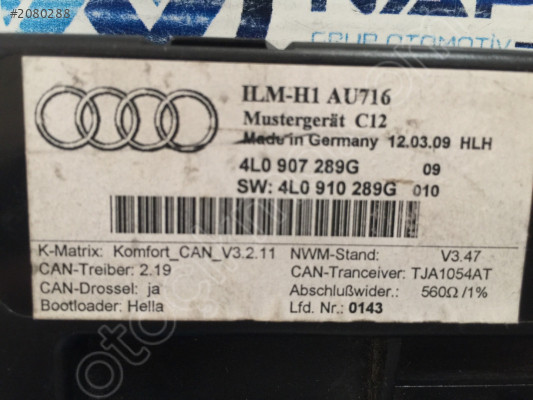 #2080288
GRUP OTOMOTİV
ILM-H1 AU716
Mustergerät C12
Made in Germany 12.03.09 HLH
4L0 907 289G 09
SW: 4L0 910 289G 010
K-Matrix: Komfort_CAN_V3.2.11 NWM-Stand: V3.47
CAN-Treiber: 2.19 CAN-Tranceiver: TJA1054AT
CAN-Drossel: ja Abschlußwider.: 560Ω/1%
Bootloader: Hella Lfd. Nr.: 0143